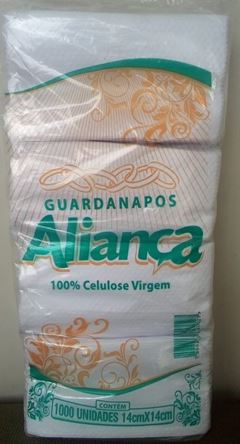 GUARDANAPOS
Aliança
100% Celulose Virgem
CONTÉM
1000 UNIDADES 14cmX14cm